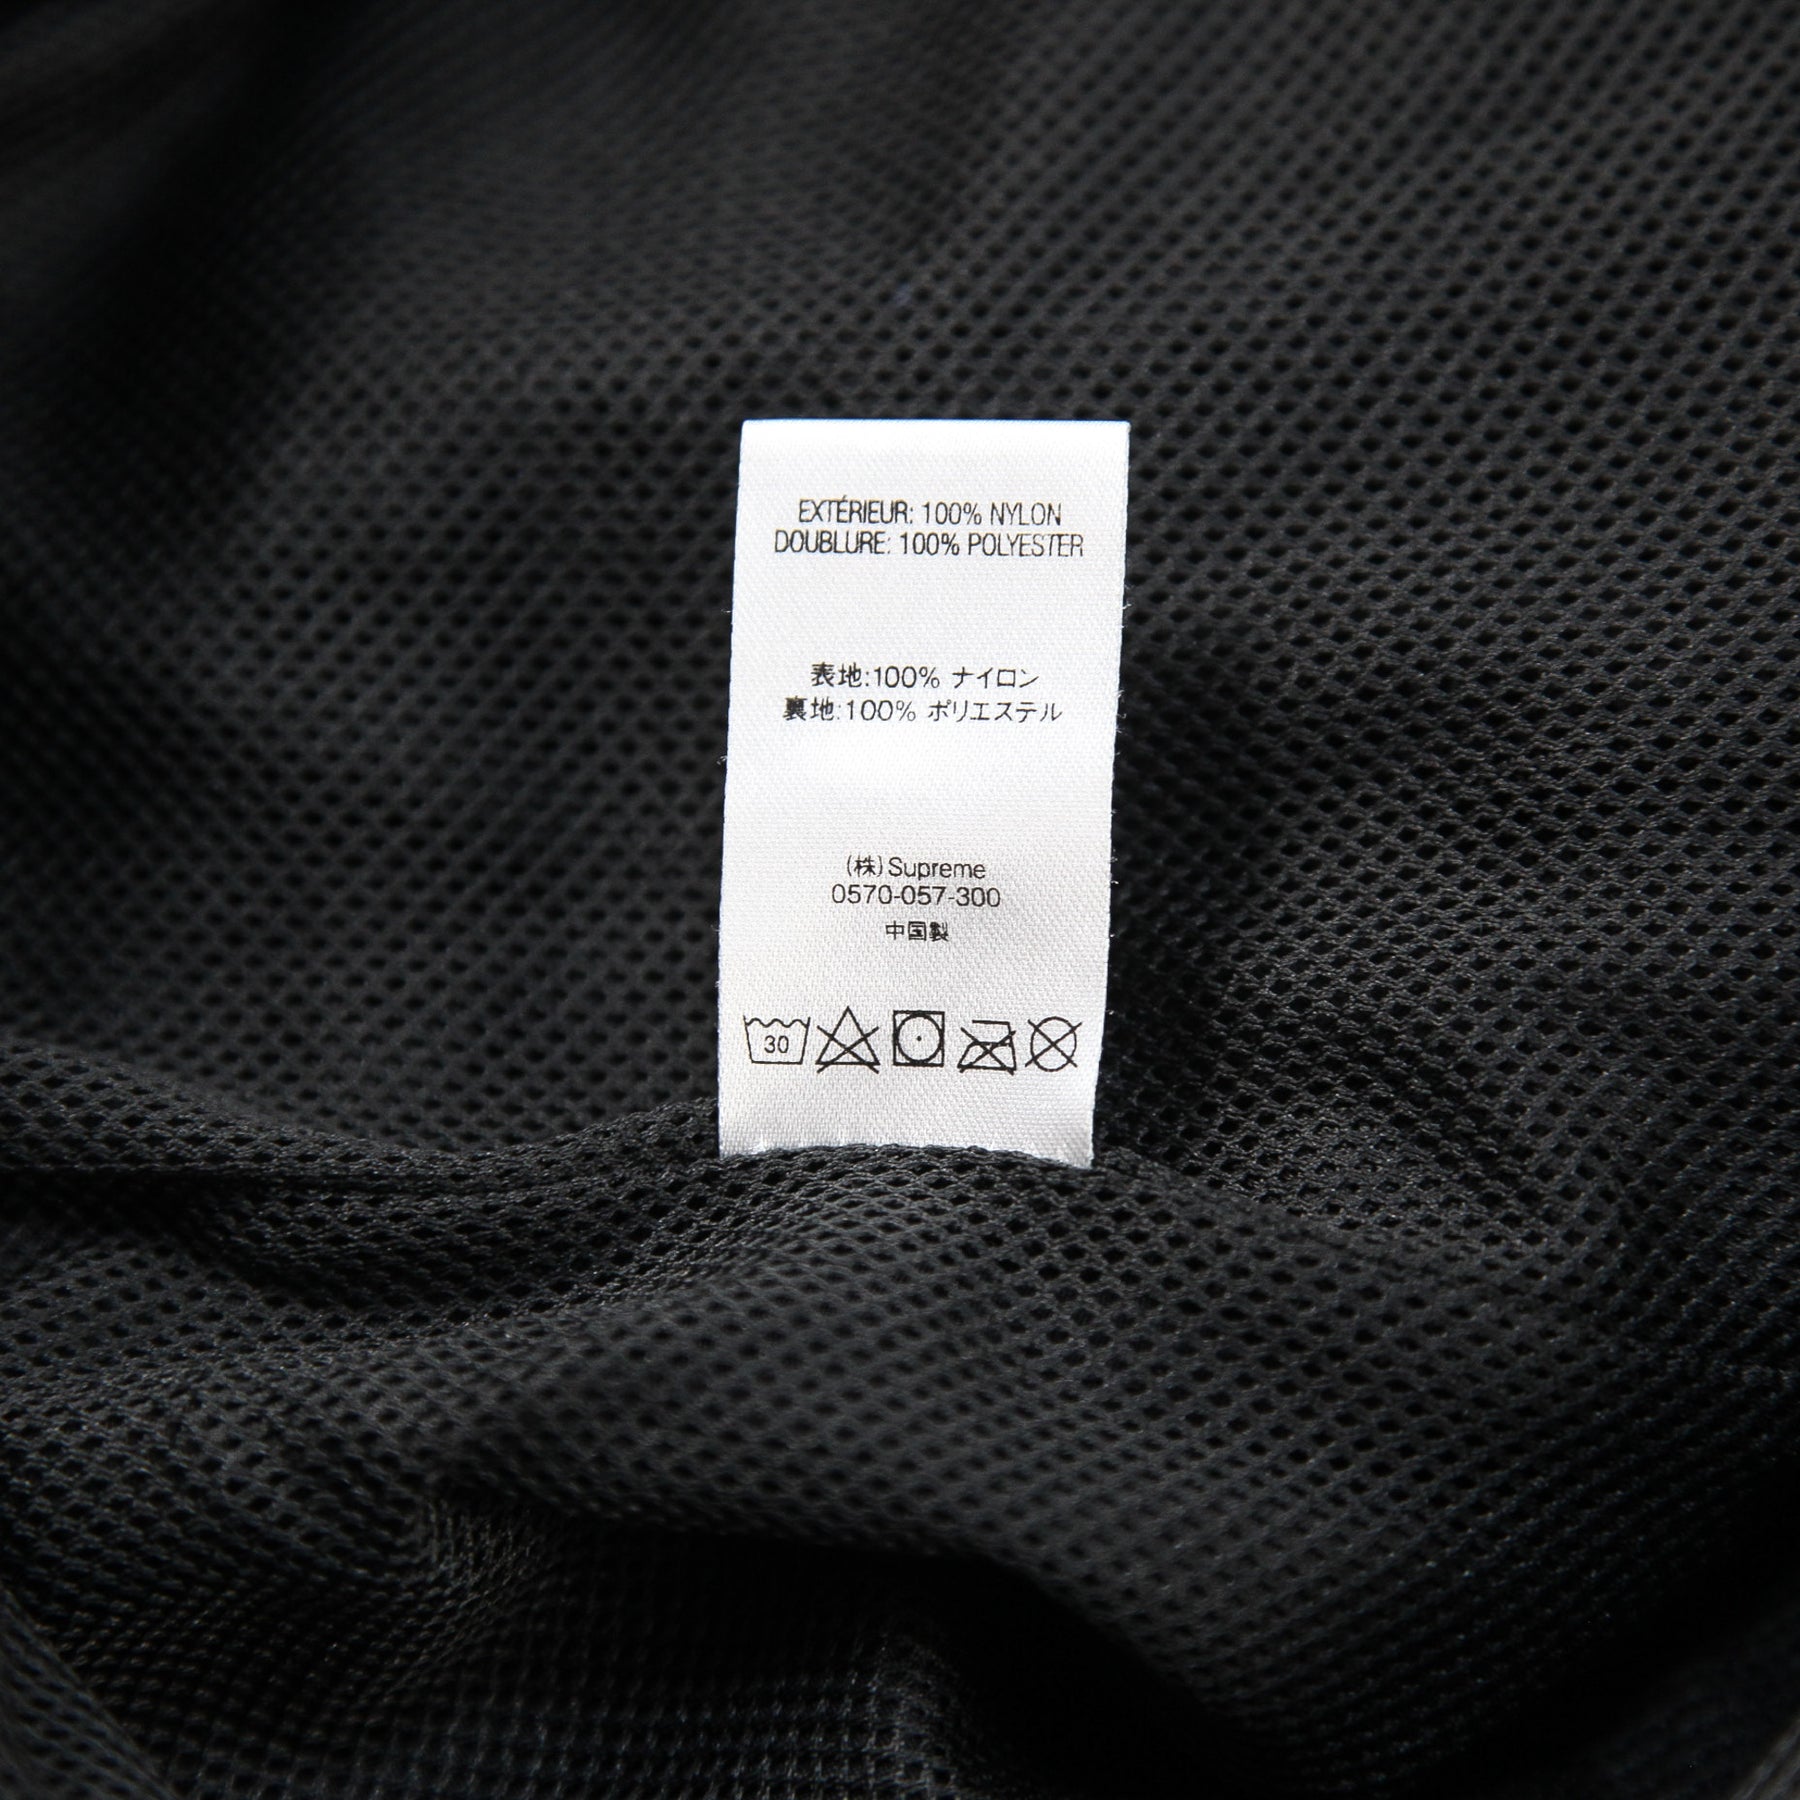 EXTÉRIEUR: 100% NYLON
DOUBLURE: 100% POLYESTER
表地:100% ナイロン
裏地:100% ポリエステル
(株)Supreme
0570-057-300
中国製
30